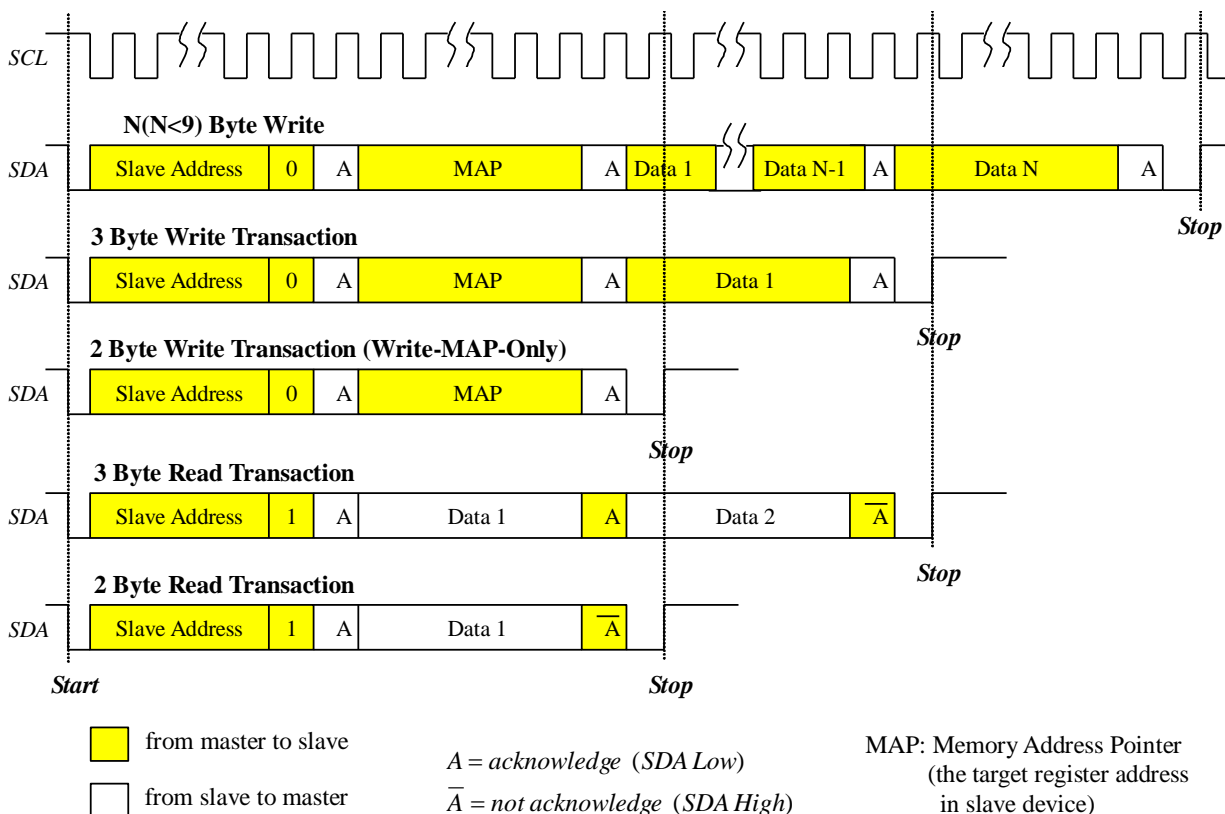 SCL
N(N<9) Byte Write
SDA Slave Address 0 A MAP A Data 1 Data N-1 A Data N A
Stop
3 Byte Write Transaction
SDA Slave Address 0 A MAP A Data 1 A
Stop
2 Byte Write Transaction (Write-MAP-Only)
SDA Slave Address 0 A MAP A
Stop
3 Byte Read Transaction
SDA Slave Address 1 A Data 1 A Data 2 A̅
Stop
2 Byte Read Transaction
SDA Slave Address 1 A Data 1 A̅
Start Stop
from master to slave
from slave to master
A = acknowledge (SDA Low)
A̅ = not acknowledge (SDA High)
MAP: Memory Address Pointer
(the target register address
in slave device)